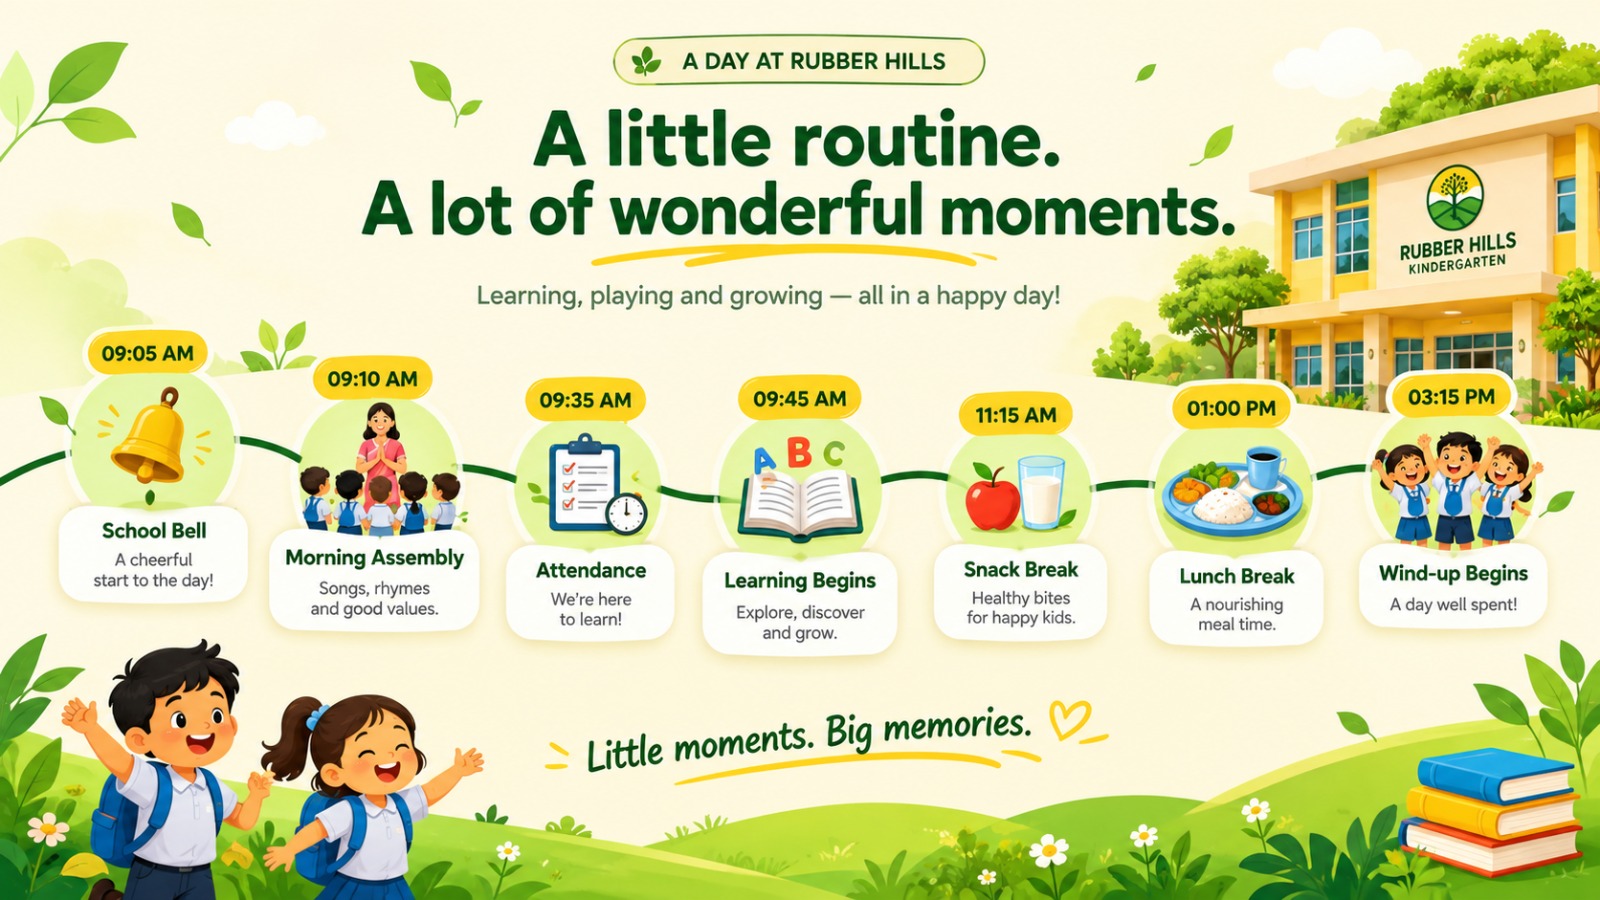 A DAY AT RUBBER HILLS
A little routine.
A lot of wonderful moments.
Learning, playing and growing — all in a happy day!
RUBBER HILLS
KINDERGARTEN
09:05 AM
School Bell
A cheerful
start to the day!
09:10 AM
Morning Assembly
Songs, rhymes
and good values.
09:35 AM
Attendance
We're here
to learn!
09:45 AM
A B C
Learning Begins
Explore, discover
and grow.
11:15 AM
Snack Break
Healthy bites
for happy kids.
01:00 PM
Lunch Break
A nourishing
meal time.
03:15 PM
Wind-up Begins
A day well spent!
Little moments. Big memories.